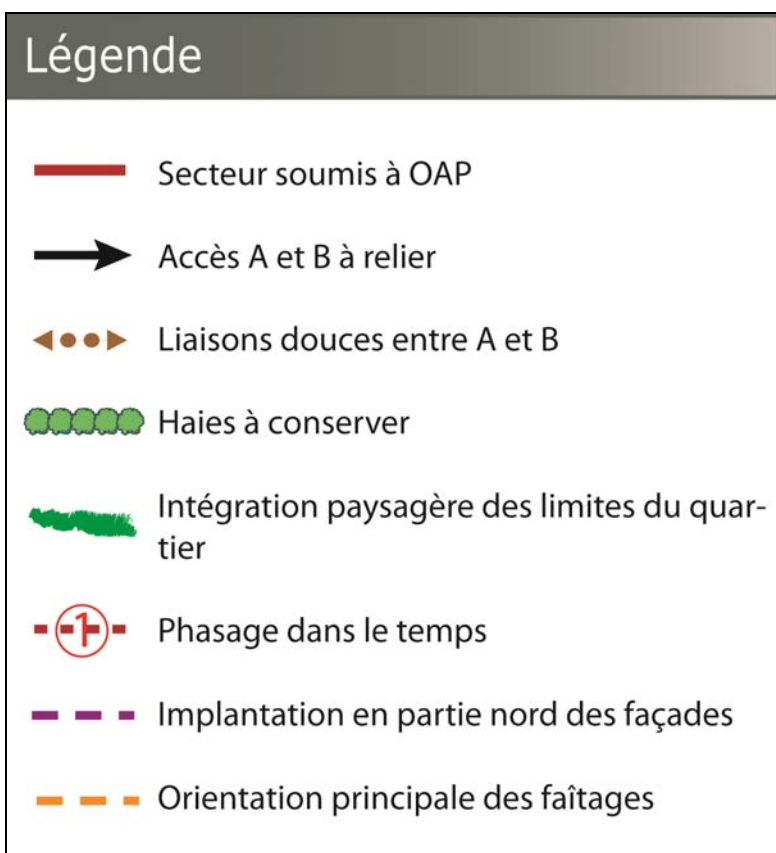 Légende
Secteur soumis à OAP
Accès A et B à relier
Liaisons douces entre A et B
Haies à conserver
Intégration paysagère des limites du quar-
tier
1 Phasage dans le temps
Implantation en partie nord des façades
Orientation principale des faîtages